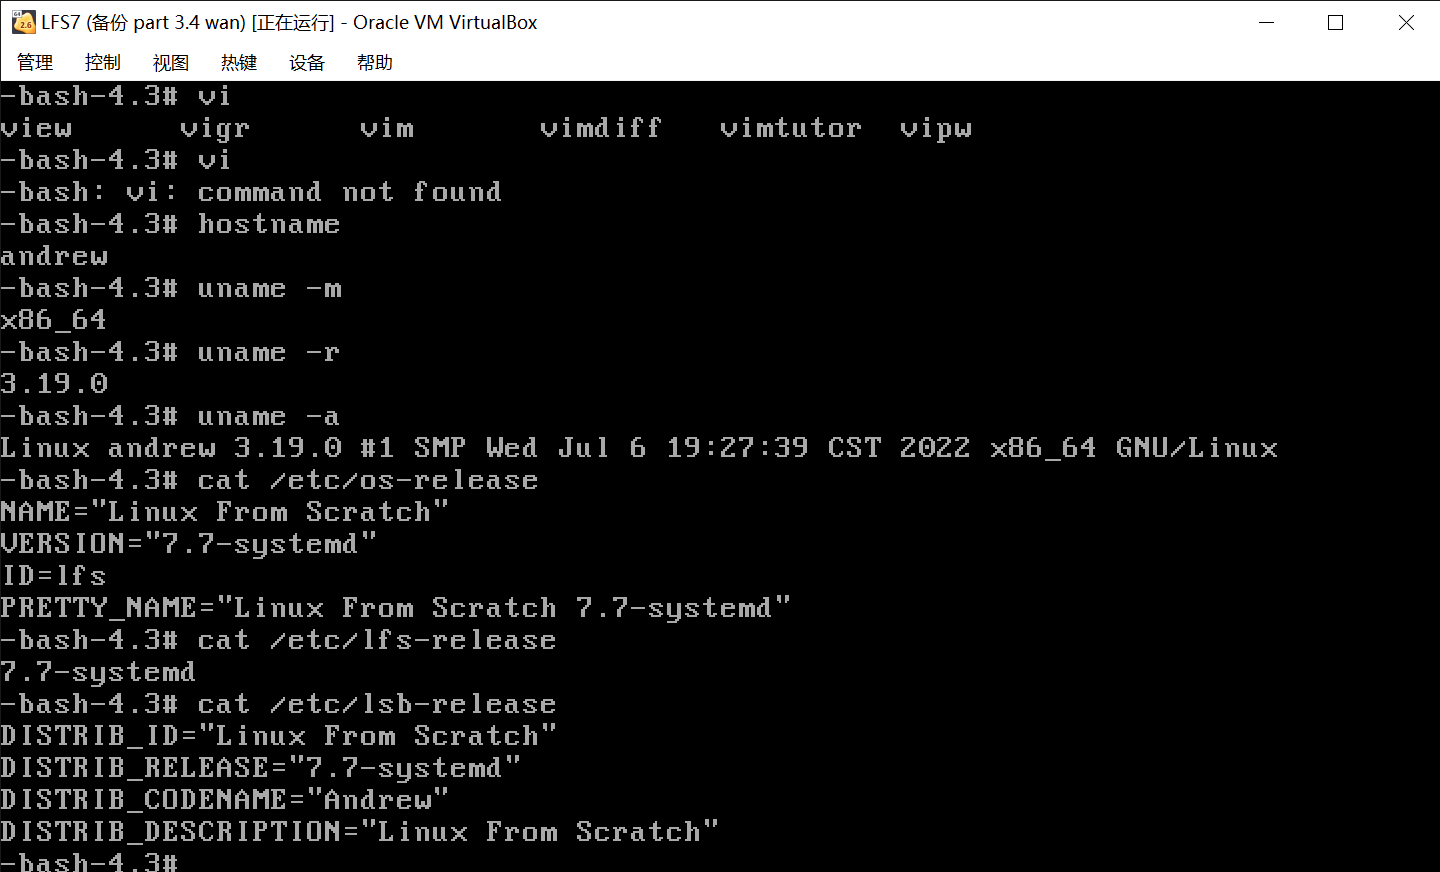 64
2.6
LFS7 (备份 part 3.4 wan) [正在运行] - Oracle VM VirtualBox
管理 控制 视图 热键 设备 帮助
-bash-4.3# vi
view vigr vim vimdiff vimtutor vipw
-bash-4.3# vi
-bash: vi: command not found
-bash-4.3# hostname
andrew
-bash-4.3# uname -m
x86_64
-bash-4.3# uname -r
3.19.0
-bash-4.3# uname -a
Linux andrew 3.19.0 #1 SMP Wed Jul 6 19:27:39 CST 2022 x86_64 GNU/Linux
-bash-4.3# cat /etc/os-release
NAME="Linux From Scratch"
VERSION="7.7-systemd"
ID=lfs
PRETTY_NAME="Linux From Scratch 7.7-systemd"
-bash-4.3# cat /etc/lfs-release
7.7-systemd
-bash-4.3# cat /etc/lsb-release
DISTRIB_ID="Linux From Scratch"
DISTRIB_RELEASE="7.7-systemd"
DISTRIB_CODENAME="Andrew"
DISTRIB_DESCRIPTION="Linux From Scratch"
-bash-4.3#